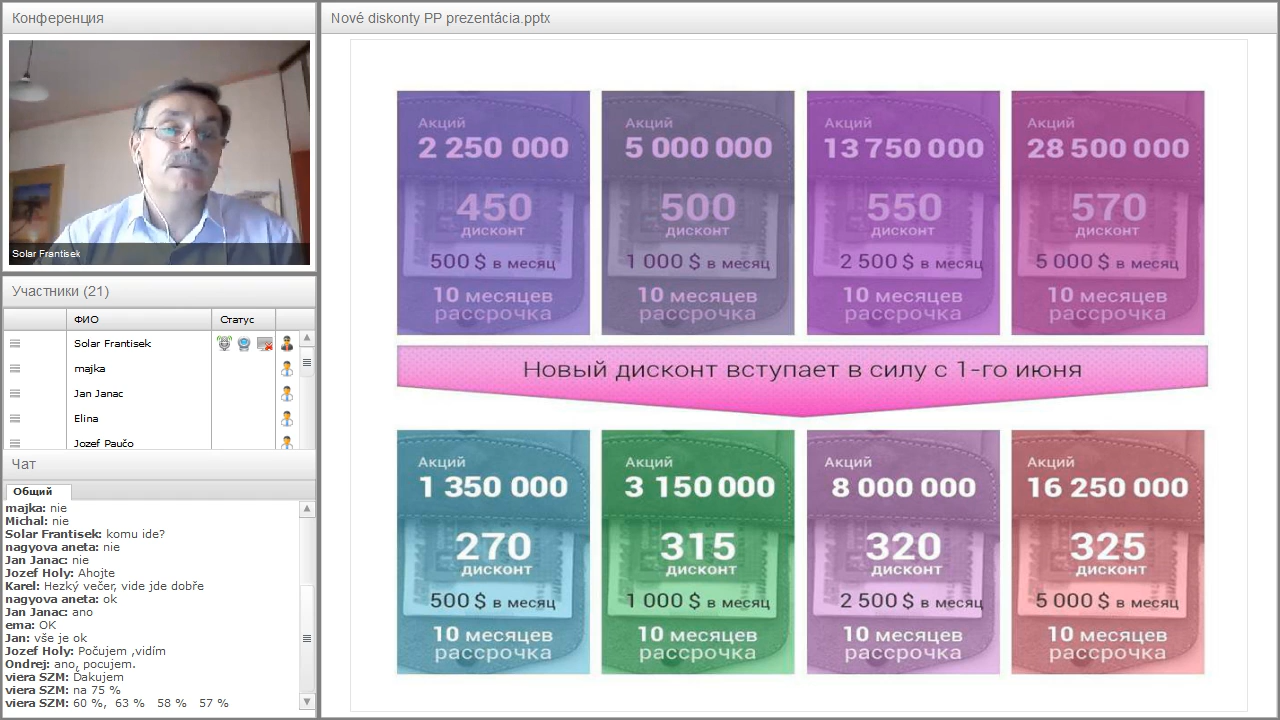 Конференция
Solar Frantisek
Участники (21)
ФИО Статус
Solar Frantisek
majka
Jan Janac
Elina
Jozef Paučo
Чат
Общий
majka: nie
Michal: nie
Solar Frantisek: komu ide?
nagyova aneta: nie
Jan Janac: nie
Jozef Holy: Ahojte
Karel: Hezký večer, vide jde dobře
nagyova aneta: ok
Jan Janac: ano
ema: OK
Jan: vše je ok
Jozef Holy: Počujem ,vidím
Ondrej: ano, pocujem.
viera SZM: Ďakujem
viera SZM: na 75 %
viera SZM: 60 %, 63 % 58 % 57 %
Nové diskonty PP prezentácia.pptx
Акций Акций Акций Акций
2 250 000 5 000 000 13 750 000 28 500 000
450 500 550 570
дисконт дисконт дисконт дисконт
500 $ в месяц 1 000 $ в месяц 2 500 $ в месяц 5 000 $ в месяц
10 месяцев 10 месяцев 10 месяцев 10 месяцев
рассрочка рассрочка рассрочка рассрочка
Новый дисконт вступает в силу с 1-го июня
Акций Акций Акций Акций
1 350 000 3 150 000 8 000 000 16 250 000
270 315 320 325
дисконт дисконт дисконт дисконт
500 $ в месяц 1 000 $ в месяц 2 500 $ в месяц 5 000 $ в месяц
10 месяцев 10 месяцев 10 месяцев 10 месяцев
рассрочка рассрочка рассрочка рассрочка